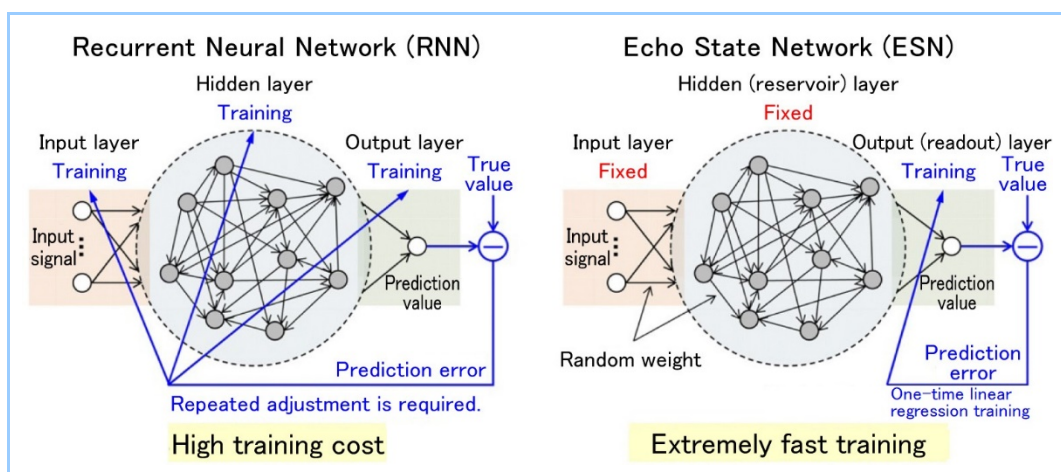 Recurrent Neural Network (RNN)
Hidden layer
Training
Input layer
Training
Output layer
Training
True
value
Input
signal
Prediction
value
Prediction error
Repeated adjustment is required.
High training cost
Echo State Network (ESN)
Hidden (reservoir) layer
Fixed
Input layer
Fixed
Output (readout) layer
Training
True
value
Input
signal
Prediction
value
Random weight
Prediction
error
One-time linear
regression training
Extremely fast training